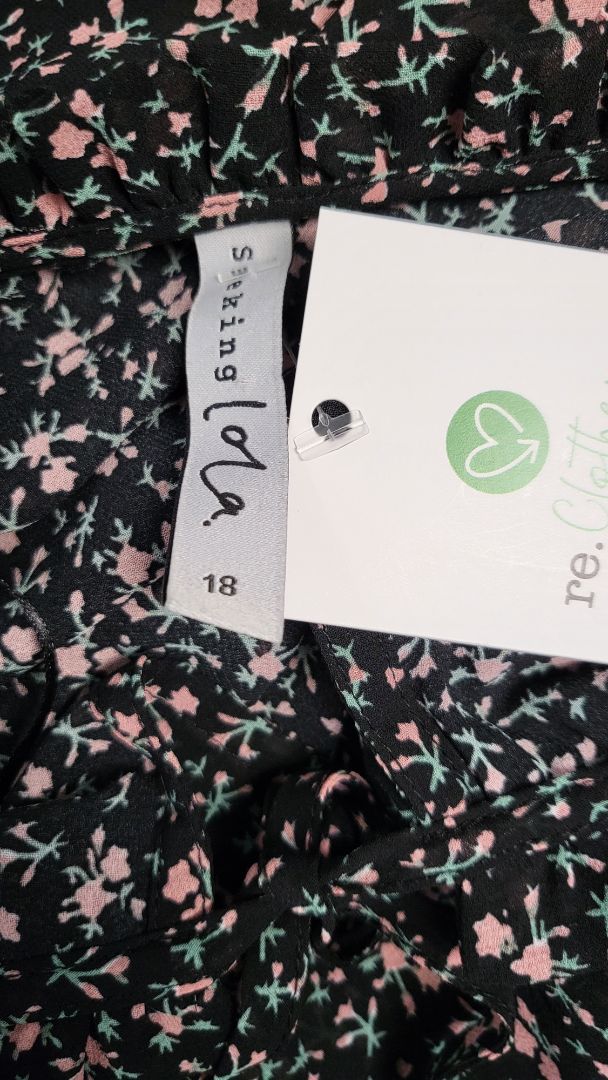 Seeking
lola.
18
re.Clothe